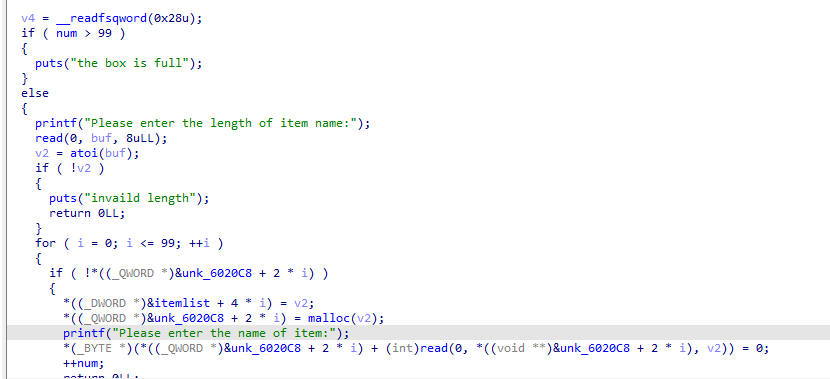 v4 = __readfsqword(0x28u);
if ( num > 99 )
{
puts("the box is full");
}
else
{
printf("Please enter the length of item name:");
read(0, buf, 8uLL);
v2 = atoi(buf);
if ( !v2 )
{
puts("invaild length");
return 0LL;
}
for ( i = 0; i <= 99; ++i )
{
if ( !*((_QWORD *)&unk_6020C8 + 2 * i) )
{
*((_DWORD *)&itemlist + 4 * i) = v2;
*((_QWORD *)&unk_6020C8 + 2 * i) = malloc(v2);
printf("Please enter the name of item:");
*(_BYTE *)(*((_QWORD *)&unk_6020C8 + 2 * i) + (int)read(0, *((void **)&unk_6020C8 + 2 * i), v2)) = 0;
++num;
return 0LL;